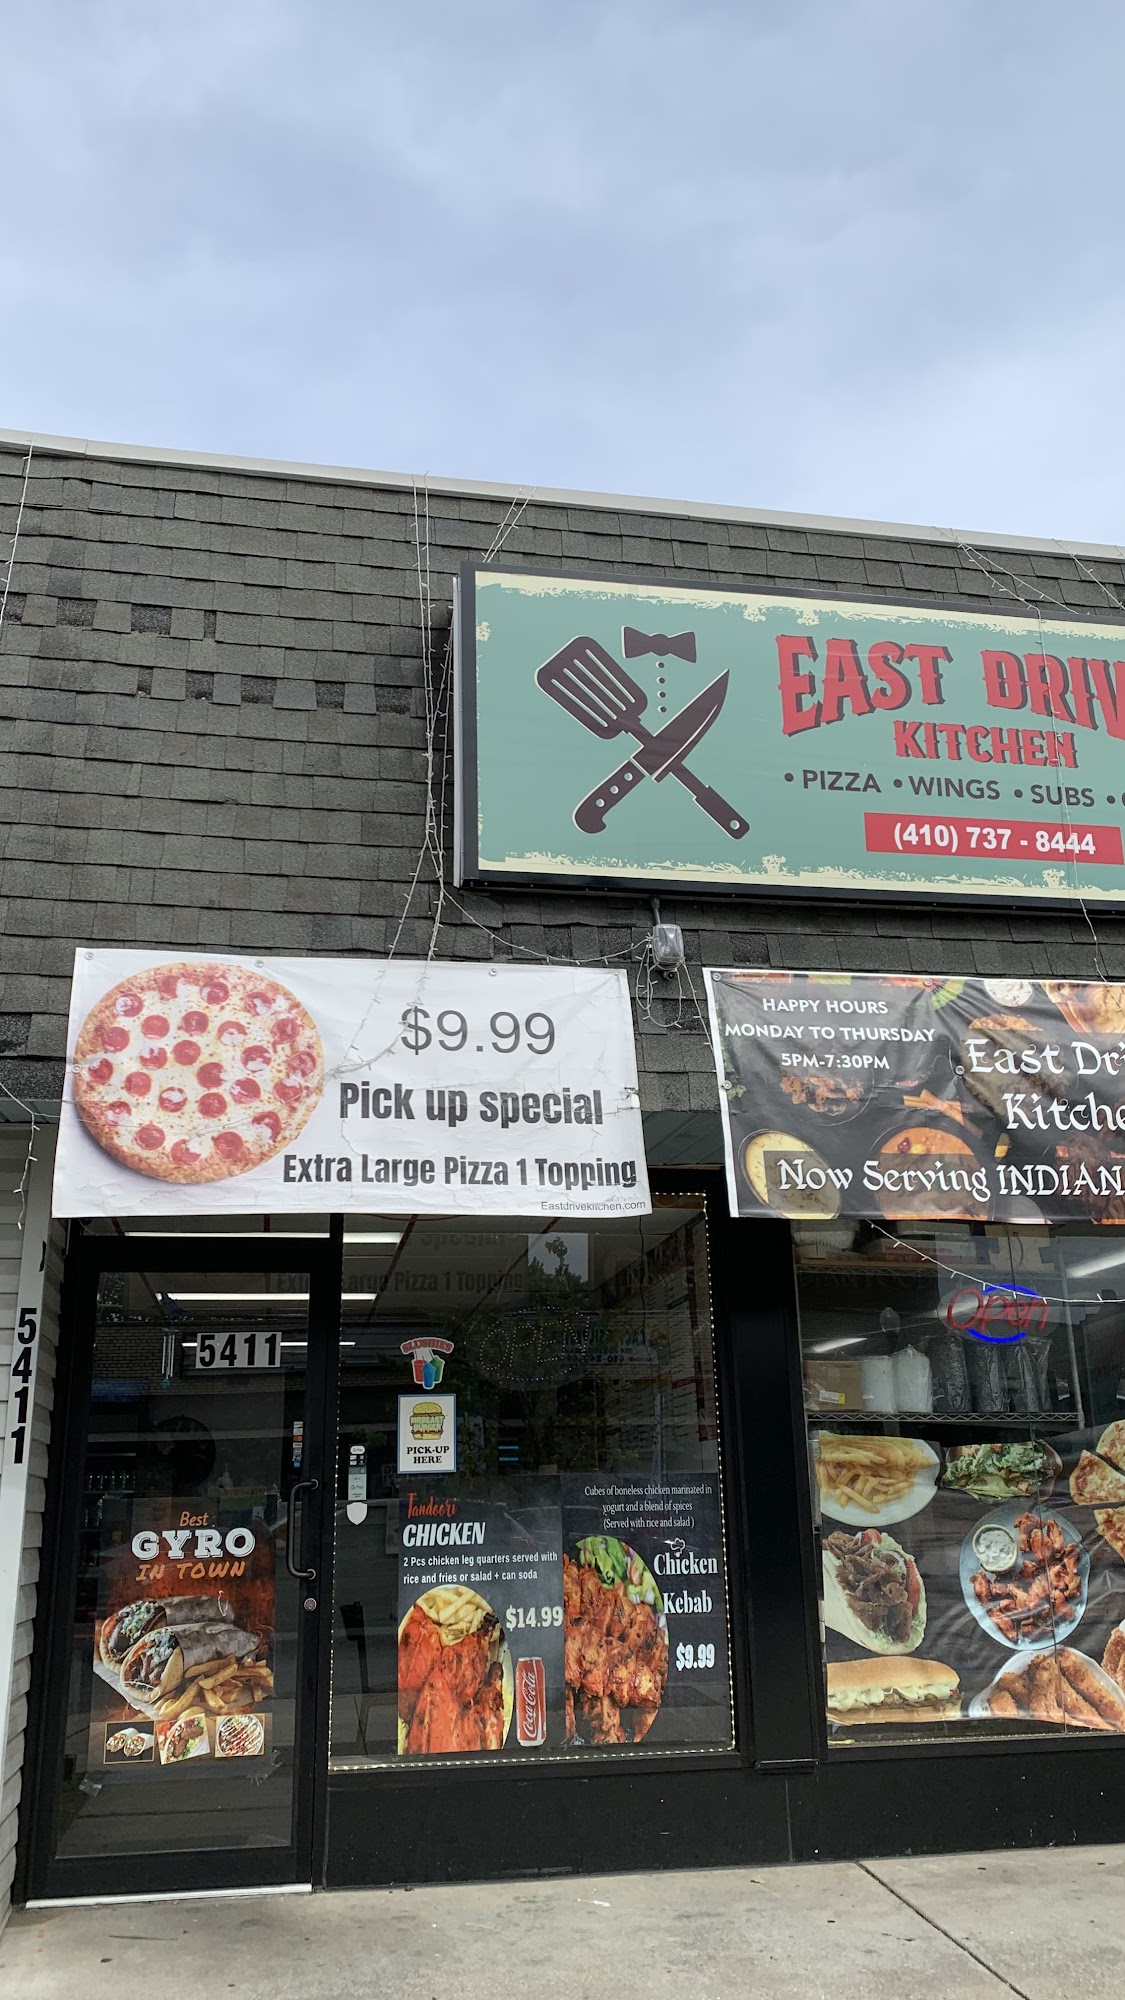 EAST DRIV
KITCHEN
• PIZZA • WINGS • SUBS •
(410) 737 - 8444
$9.99
Pick up special
Extra Large Pizza 1 Topping
Eastdrivekitchen.com
HAPPY HOURS
MONDAY TO THURSDAY
5PM-7:30PM
East Dri
Kitche
Now Serving INDIAN
5411
5411
Open
SLUSHIES
PICK-UP
HERE
G Pay
Best
GYRO
IN TOWN
Tandoori
CHICKEN
2 Pcs chicken leg quarters served with
rice and fries or salad + can soda
$14.99
Coca-Cola
Cubes of boneless chicken marinated in
yogurt and a blend of spices
(Served with rice and salad )
Chicken
Kebab
$9.99